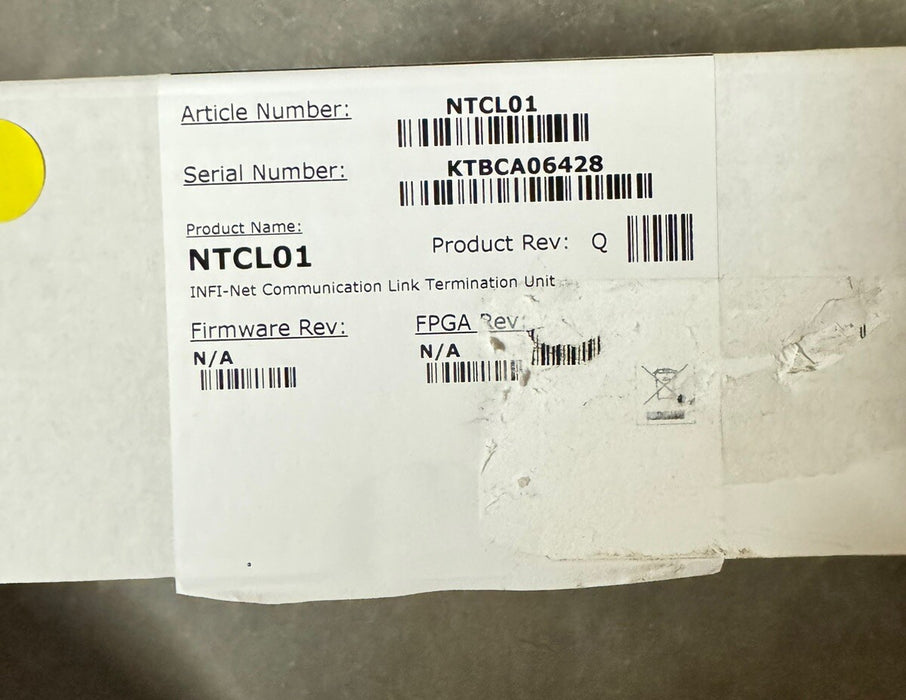 Article Number: NTCL01
Serial Number: KTBCA06428
Product Name:
NTCL01 Product Rev: Q
INFI-Net Communication Link Termination Unit
Firmware Rev: FPGA Rev:
N/A N/A